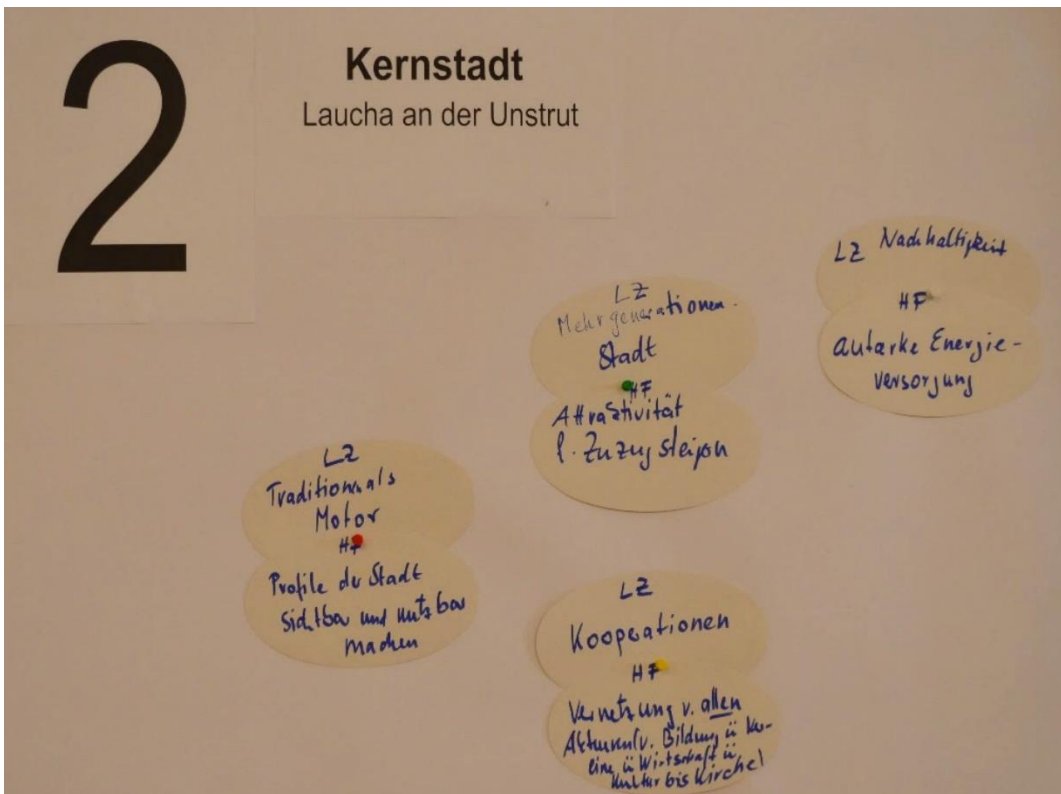 2
Kernstadt
Laucha an der Unstrut
LZ Nachhaltigkeit
HF
autarke Energie-
versorgung
LZ
Mehrgenerationen-
Stadt
HF
Attraktivität
f. Zuzug steigern
LZ
Traditionen als
Motor
HF
Profile der Stadt
Sichtbar und nutzbar
machen
LZ
Kooperationen
HF
Vernetzung v. allen
Akteuren (v. Bildung ü Ver-
eine ü Wirtschaft ü
Kultur bis Kirche)